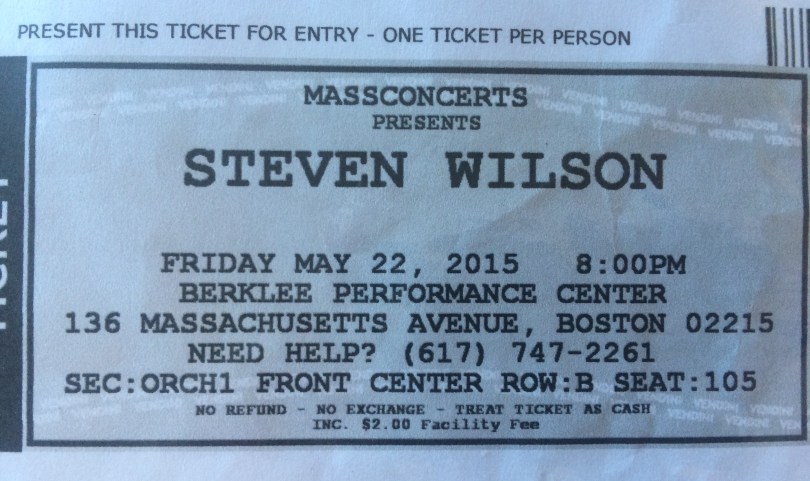 PRESENT THIS TICKET FOR ENTRY - ONE TICKET PER PERSON
MASSCONCERTS
PRESENTS
STEVEN WILSON
FRIDAY MAY 22, 2015 8:00PM
BERKLEE PERFORMANCE CENTER
136 MASSACHUSETTS AVENUE, BOSTON 02215
NEED HELP? (617) 747-2261
SEC:ORCH1 FRONT CENTER ROW:B SEAT:105
NO REFUND - NO EXCHANGE - TREAT TICKET AS CASH
INC. $2.00 Facility Fee